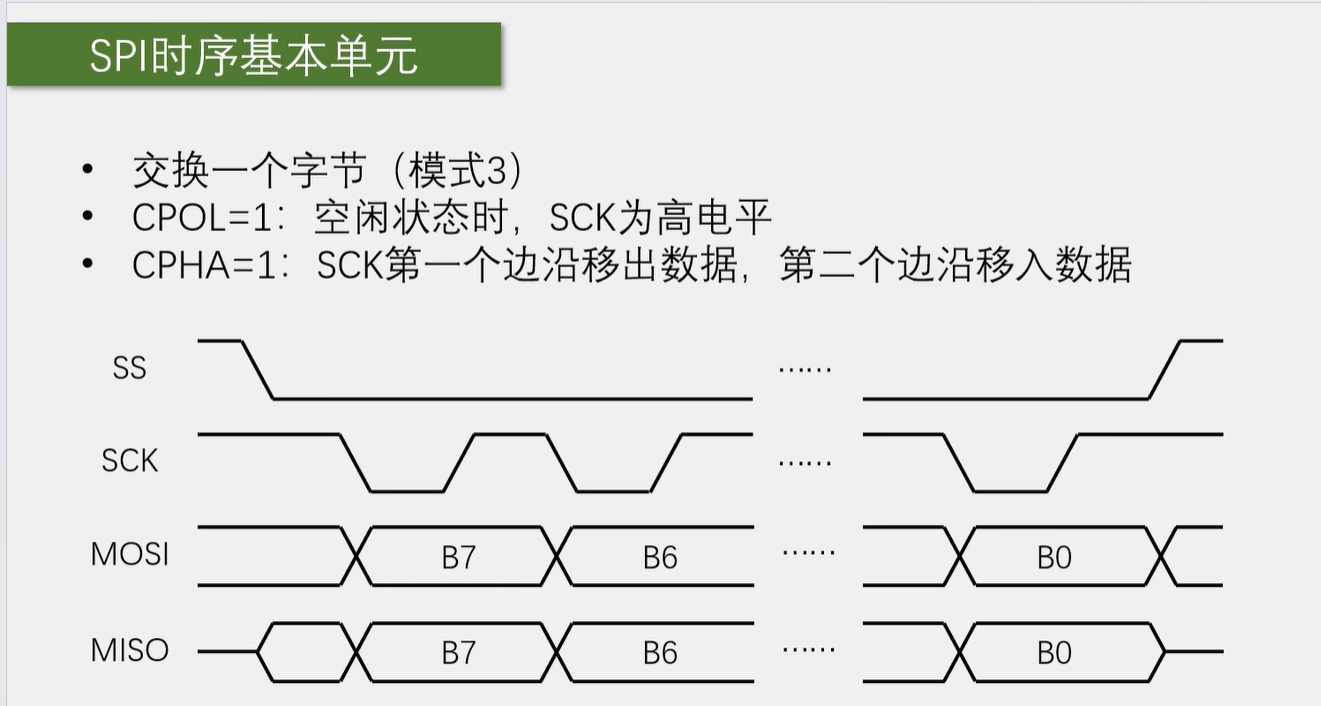 SPI时序基本单元
• 交换一个字节（模式3）
• CPOL=1：空闲状态时，SCK为高电平
• CPHA=1：SCK第一个边沿移出数据，第二个边沿移入数据
SS ……
SCK ……
MOSI B7 B6 …… B0
MISO B7 B6 …… B0